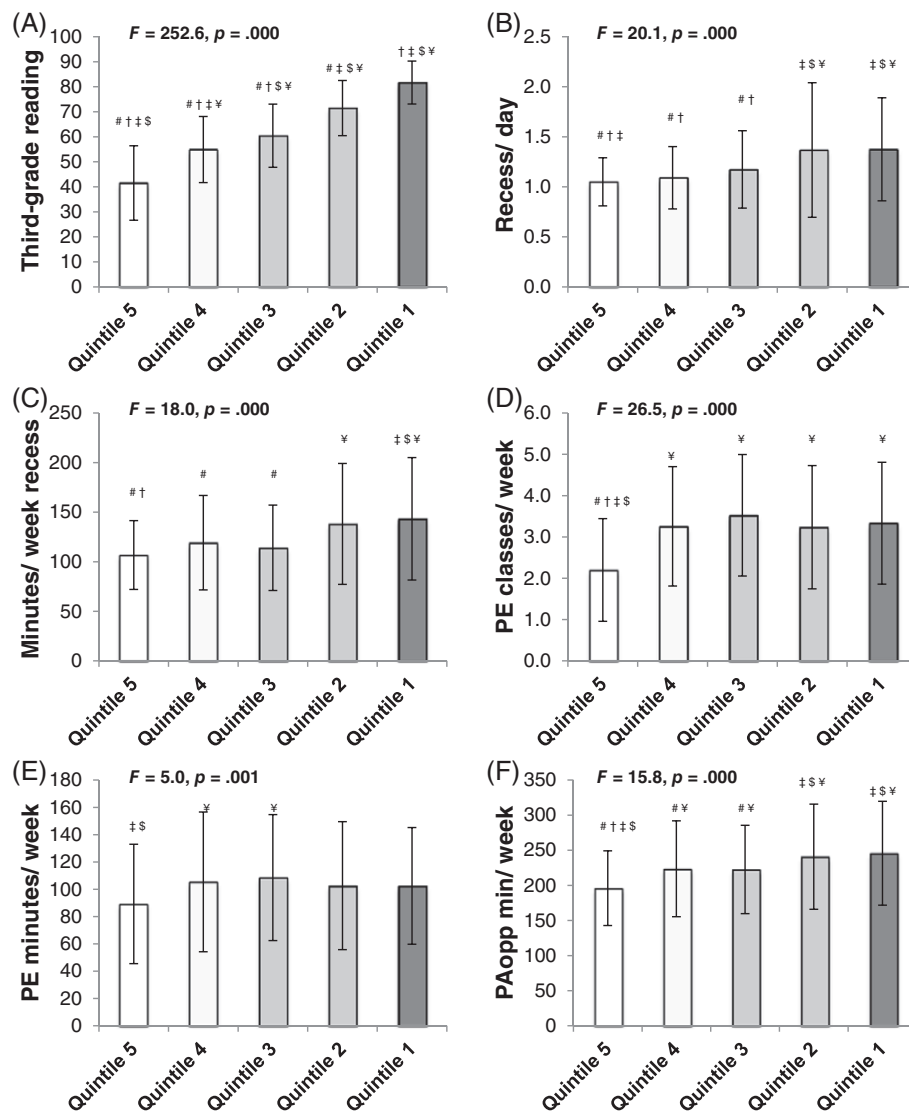 (A)
F = 252.6, p = .000
Third-grade reading
100
90
80
70
60
50
40
30
20
10
0
# † ‡ $
# † ‡ ¥
# † $ ¥
# ‡ $ ¥
† ‡ $ ¥
Quintile 5
Quintile 4
Quintile 3
Quintile 2
Quintile 1
(B)
F = 20.1, p = .000
Recess/ day
2.5
2.0
1.5
1.0
0.5
0.0
# † ‡
# †
# †
‡ $ ¥
‡ $ ¥
Quintile 5
Quintile 4
Quintile 3
Quintile 2
Quintile 1
(C)
F = 18.0, p = .000
Minutes/ week recess
250
200
150
100
50
0
# †
#
#
¥
‡ $ ¥
Quintile 5
Quintile 4
Quintile 3
Quintile 2
Quintile 1
(D)
F = 26.5, p = .000
PE classes/ week
6.0
5.0
4.0
3.0
2.0
1.0
0.0
# † ‡ $
¥
¥
¥
¥
Quintile 5
Quintile 4
Quintile 3
Quintile 2
Quintile 1
(E)
F = 5.0, p = .001
PE minutes/ week
180
160
140
120
100
80
60
40
20
0
‡ $
¥
¥
Quintile 5
Quintile 4
Quintile 3
Quintile 2
Quintile 1
(F)
F = 15.8, p = .000
PAopp min/ week
350
300
250
200
150
100
50
0
# † ‡ $
# ¥
# ¥
‡ $ ¥
‡ $ ¥
Quintile 5
Quintile 4
Quintile 3
Quintile 2
Quintile 1